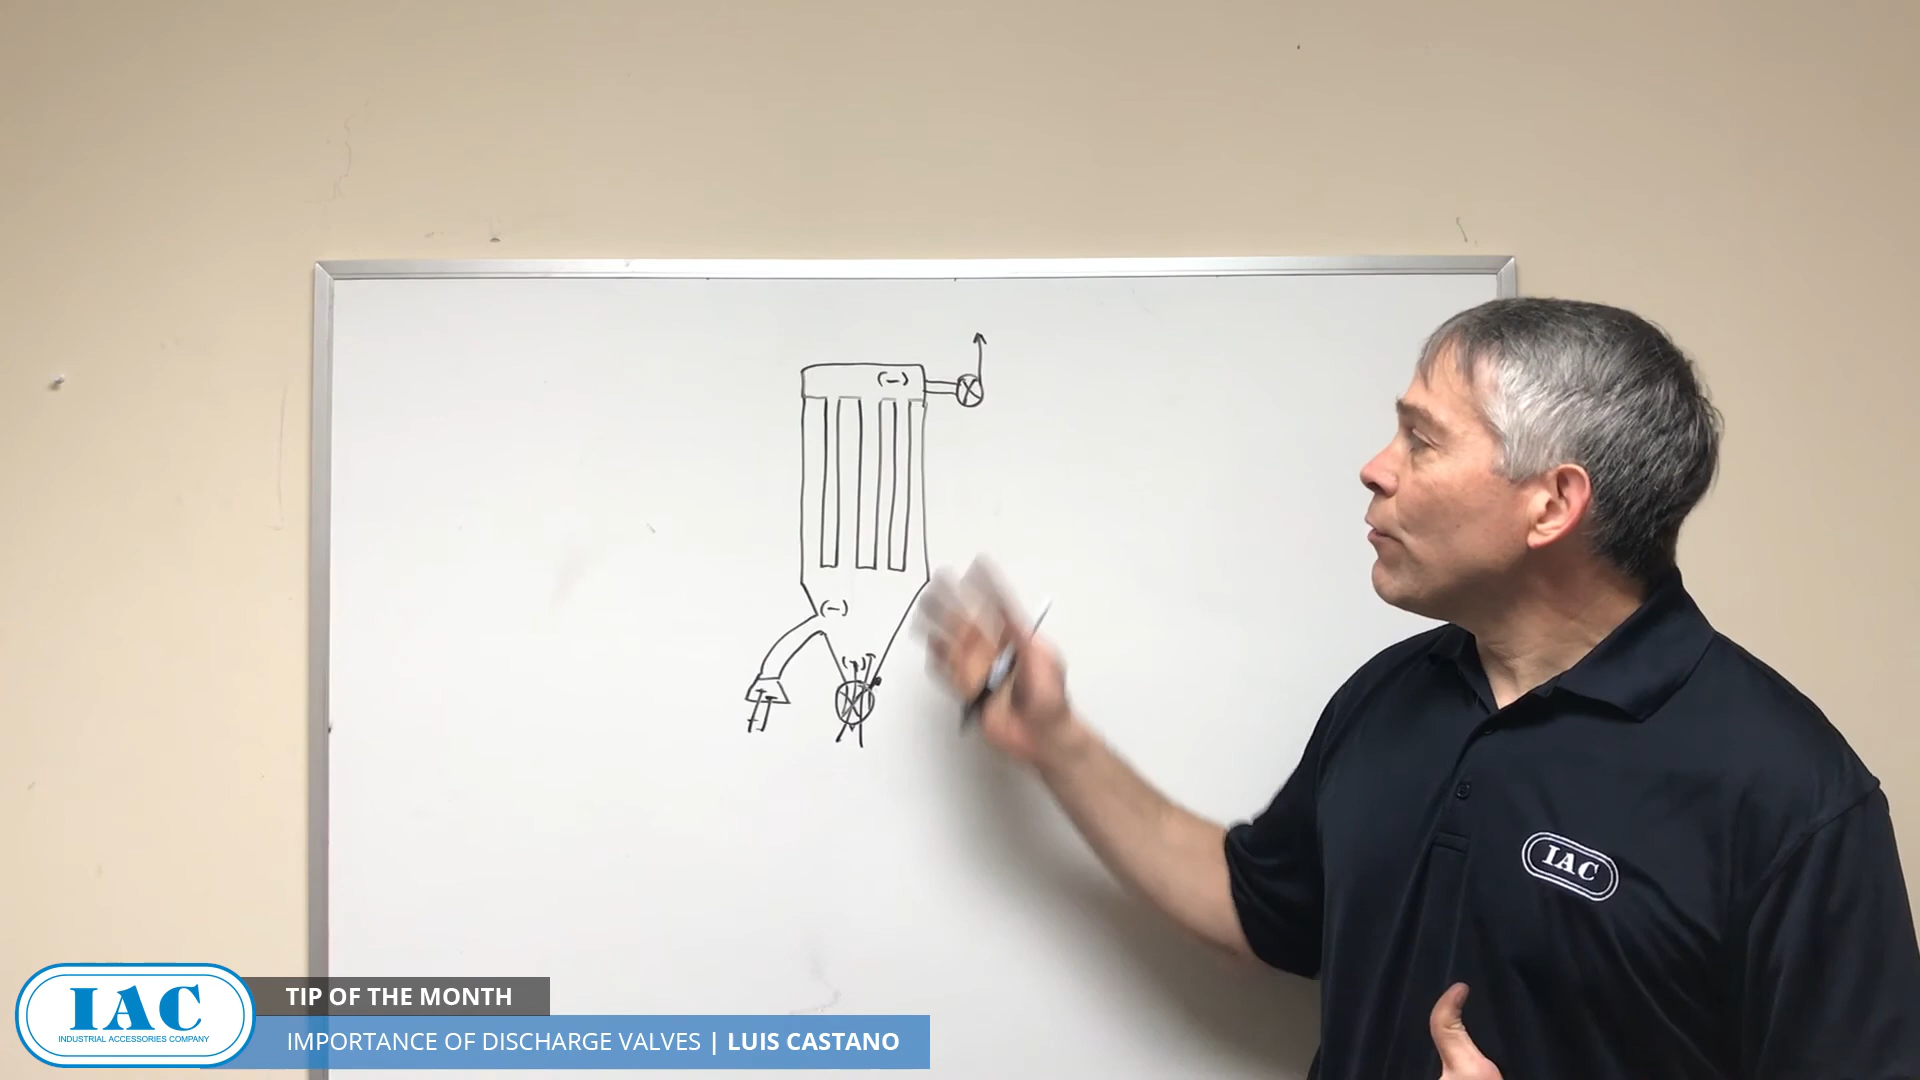 (-)
(-)
(-)
IAC
IAC
INDUSTRIAL ACCESSORIES COMPANY
TIP OF THE MONTH
IMPORTANCE OF DISCHARGE VALVES | LUIS CASTANO